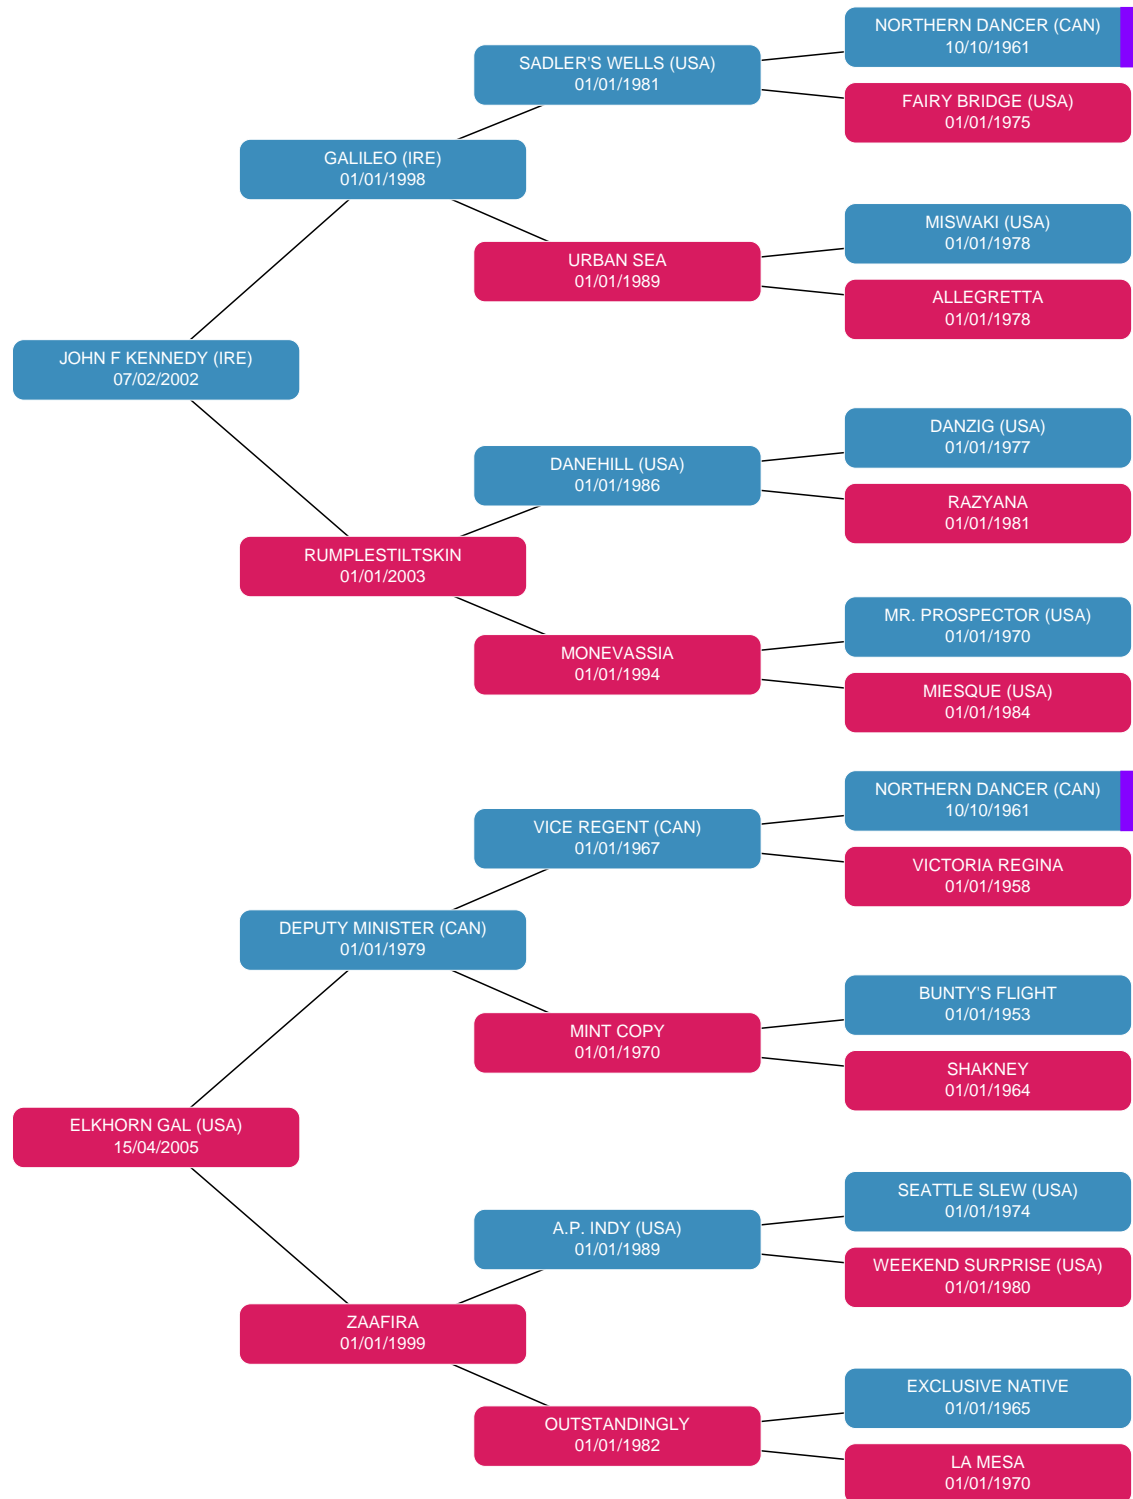 NORTHERN DANCER (CAN)
10/10/1961
SADLER'S WELLS (USA)
01/01/1981
FAIRY BRIDGE (USA)
01/01/1975
GALILEO (IRE)
01/01/1998
MISWAKI (USA)
01/01/1978
URBAN SEA
01/01/1989
ALLEGRETTA
01/01/1978
JOHN F KENNEDY (IRE)
07/02/2002
DANZIG (USA)
01/01/1977
DANEHILL (USA)
01/01/1986
RAZYANA
01/01/1981
RUMPLESTILTSKIN
01/01/2003
MR. PROSPECTOR (USA)
01/01/1970
MONEVASSIA
01/01/1994
MIESQUE (USA)
01/01/1984
NORTHERN DANCER (CAN)
10/10/1961
VICE REGENT (CAN)
01/01/1967
VICTORIA REGINA
01/01/1958
DEPUTY MINISTER (CAN)
01/01/1979
BUNTY'S FLIGHT
01/01/1953
MINT COPY
01/01/1970
SHAKNEY
01/01/1964
ELKHORN GAL (USA)
15/04/2005
SEATTLE SLEW (USA)
01/01/1974
A.P. INDY (USA)
01/01/1989
WEEKEND SURPRISE (USA)
01/01/1980
ZAAFIRA
01/01/1999
EXCLUSIVE NATIVE
01/01/1965
OUTSTANDINGLY
01/01/1982
LA MESA
01/01/1970